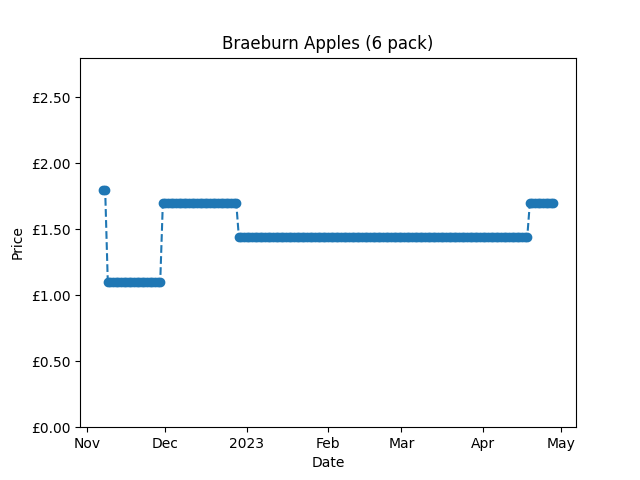 Braeburn Apples (6 pack)
Price
£2.50
£2.00
£1.50
£1.00
£0.50
£0.00
Nov Dec 2023 Feb Mar Apr May
Date